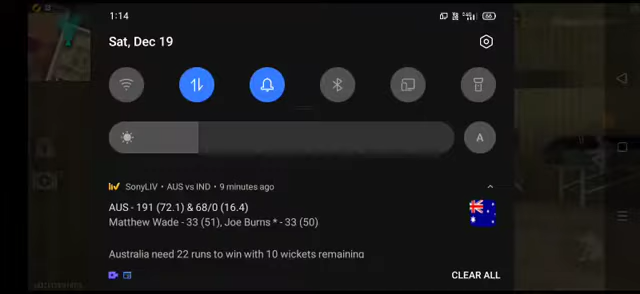 1:14
66
Sat, Dec 19
A
SonyLIV • AUS vs IND • 9 minutes ago
AUS - 191 (72.1) & 68/0 (16.4)
Matthew Wade - 33 (51), Joe Burns * - 33 (50)
Australia need 22 runs to win with 10 wickets remaining
CLEAR ALL